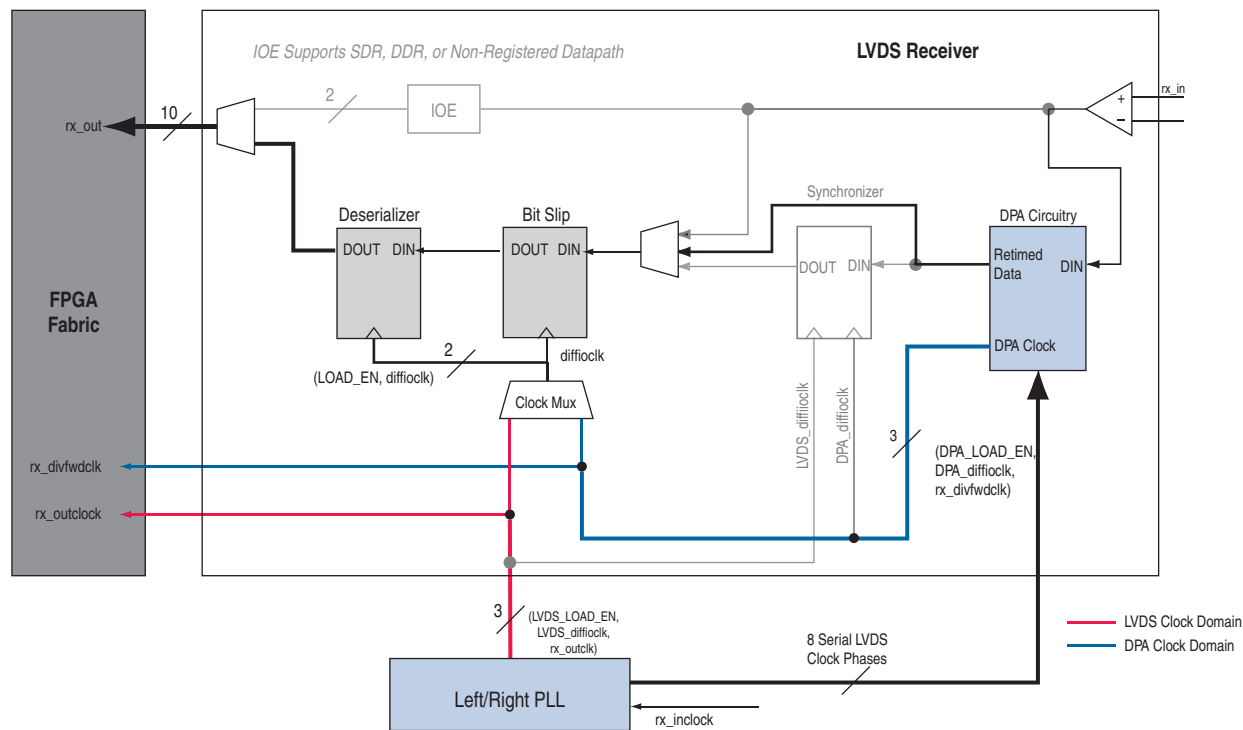 IOE Supports SDR, DDR, or Non-Registered Datapath
LVDS Receiver
2
IOE
+
–
rx_in
10
rx_out
Synchronizer
Deserializer
Bit Slip
DPA Circuitry
DOUT DIN
DOUT DIN
DOUT DIN
Retimed
Data
DIN
FPGA
Fabric
DPA Clock
2
diffioclk
(LOAD_EN, diffioclk)
Clock Mux
LVDS_diffiioclk
DPA_diffioclk
3
(DPA_LOAD_EN,
DPA_diffioclk,
rx_divfwdclk)
rx_divfwdclk
rx_outclock
3
(LVDS_LOAD_EN,
LVDS_diffioclk,
rx_outclk)
8 Serial LVDS
Clock Phases
LVDS Clock Domain
DPA Clock Domain
Left/Right PLL
rx_inclock